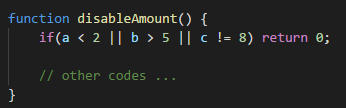 function disableAmount() {
    if(a < 2 || b > 5 || c != 8) return 0;

    // other codes ...
}